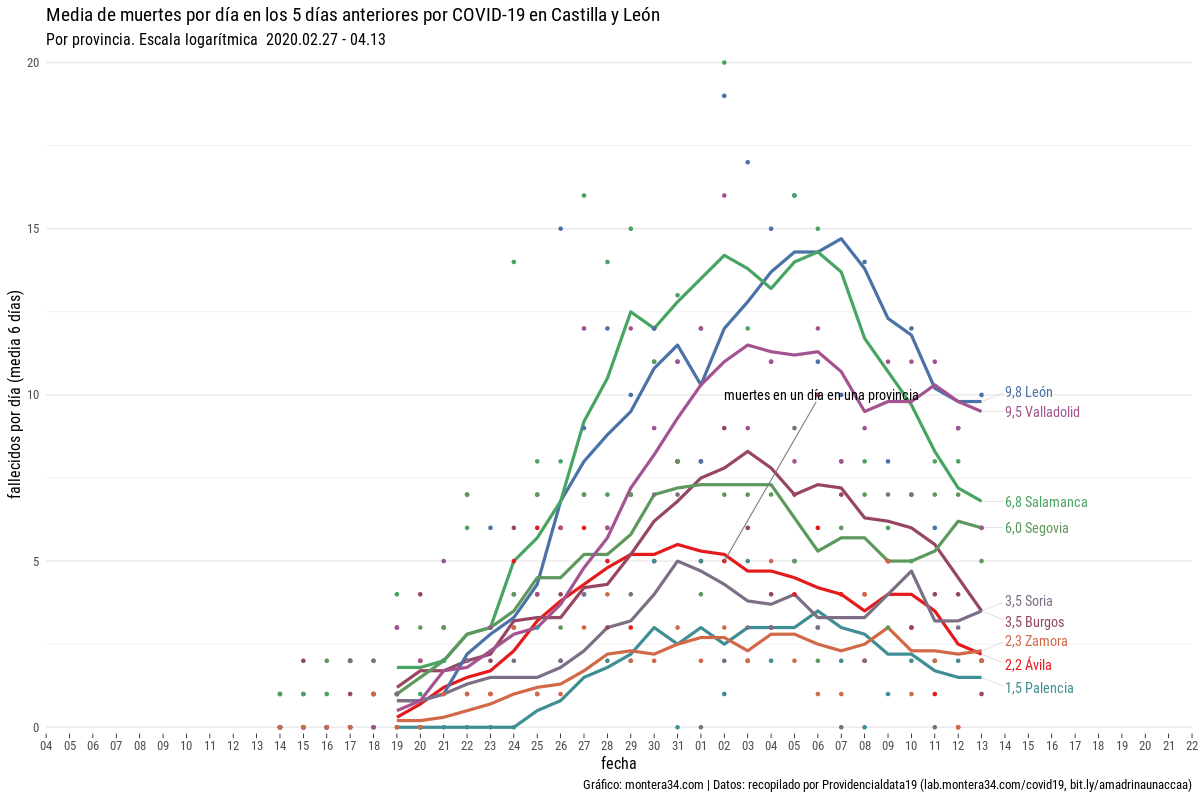 Media de muertes por día en los 5 días anteriores por COVID-19 en Castilla y León
Por provincia. Escala logarítmica 2020.02.27 - 04.13
fallecidos por día (media 6 días)
20
15
10
5
0
muertes en un día en una provincia
9,8 León
9,5 Valladolid
6,8 Salamanca
6,0 Segovia
3,5 Soria
3,5 Burgos
2,3 Zamora
2,2 Ávila
1,5 Palencia
04 05 06 07 08 09 10 11 12 13 14 15 16 17 18 19 20 21 22 23 24 25 26 27 28 29 30 31 01 02 03 04 05 06 07 08 09 10 11 12 13 14 15 16 17 18 19 20 21 22
fecha
Gráfico: montera34.com | Datos: recopilado por Providencialdata19 (lab.montera34.com/covid19, bit.ly/amadrinaunaccaa)